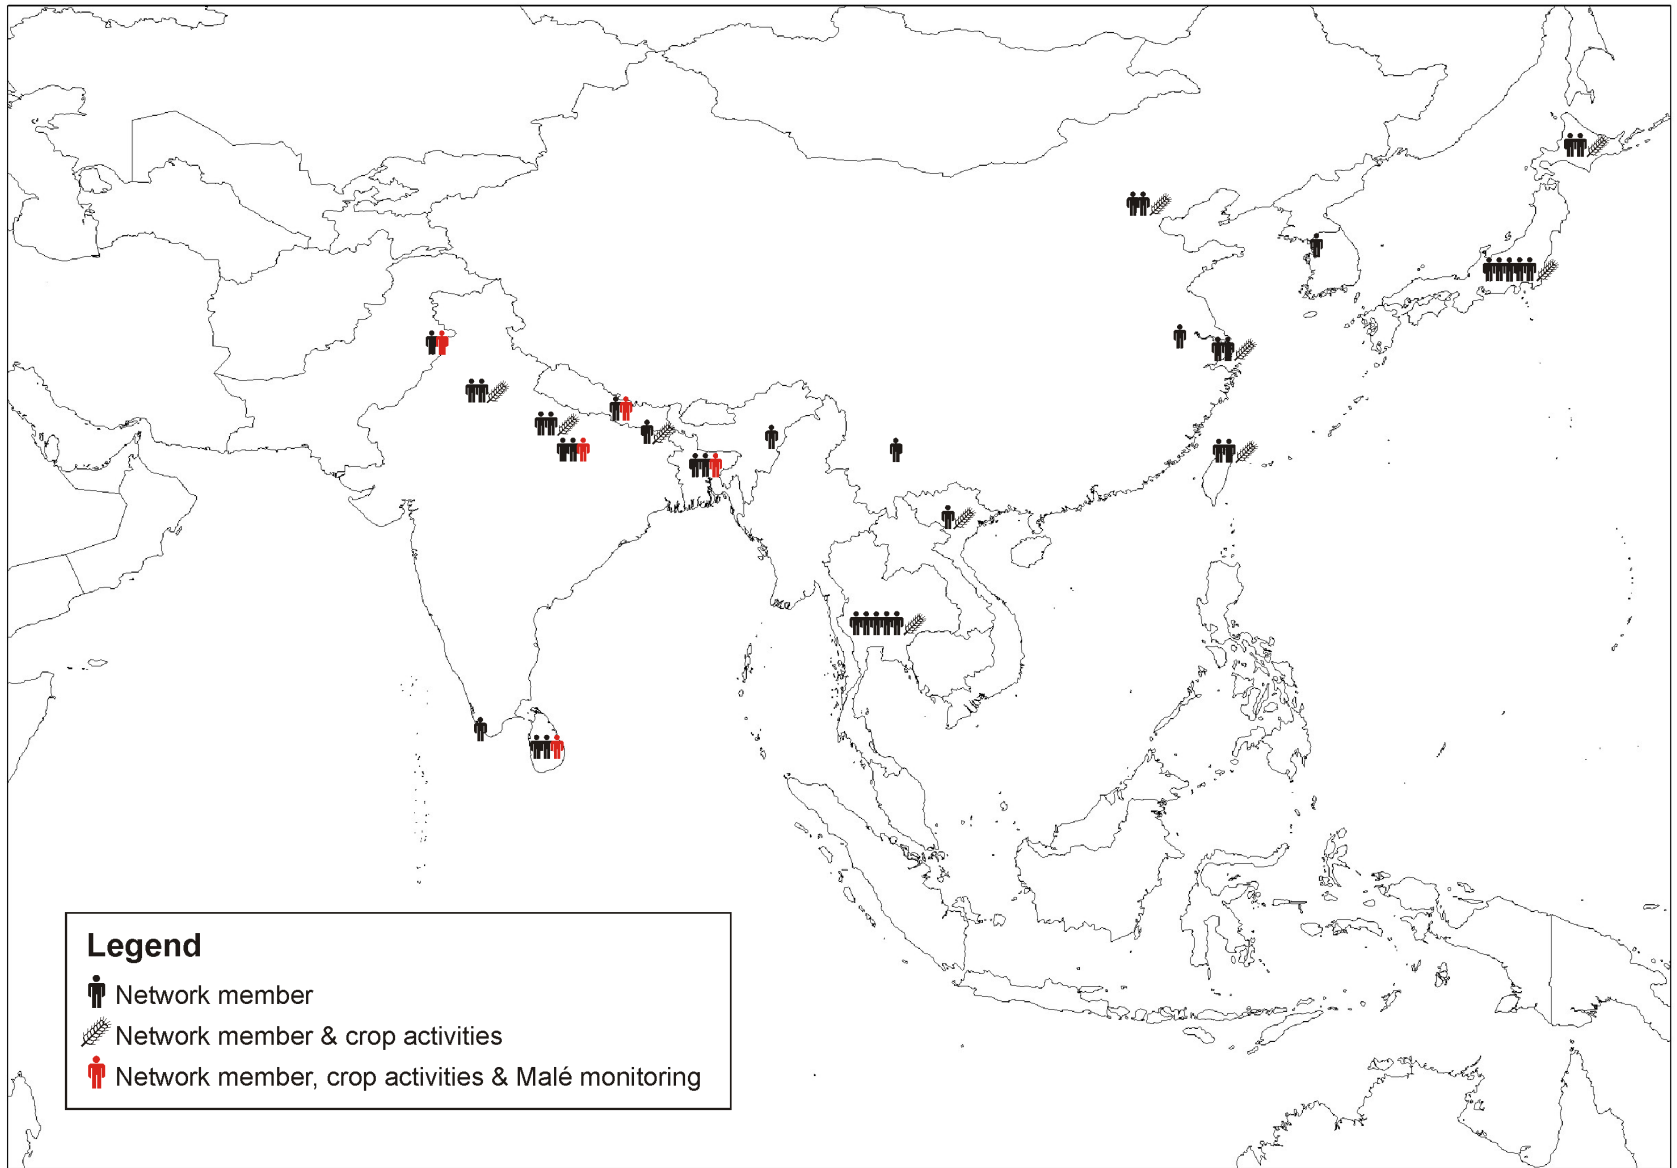 Legend
Network member
Network member & crop activities
Network member, crop activities & Malé monitoring